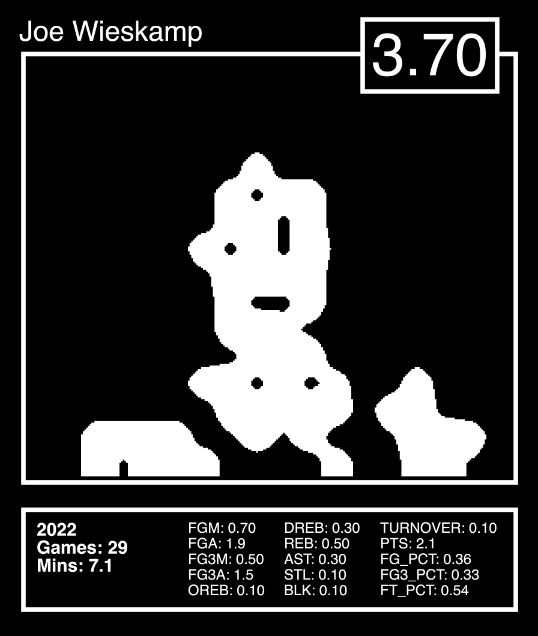 Joe Wieskamp
3.70
2022
Games: 29
Mins: 7.1
FGM: 0.70
FGA: 1.9
FG3M: 0.50
FG3A: 1.5
OREB: 0.10
DREB: 0.30
REB: 0.50
AST: 0.30
STL: 0.10
BLK: 0.10
TURNOVER: 0.10
PTS: 2.1
FG_PCT: 0.36
FG3_PCT: 0.33
FT_PCT: 0.54